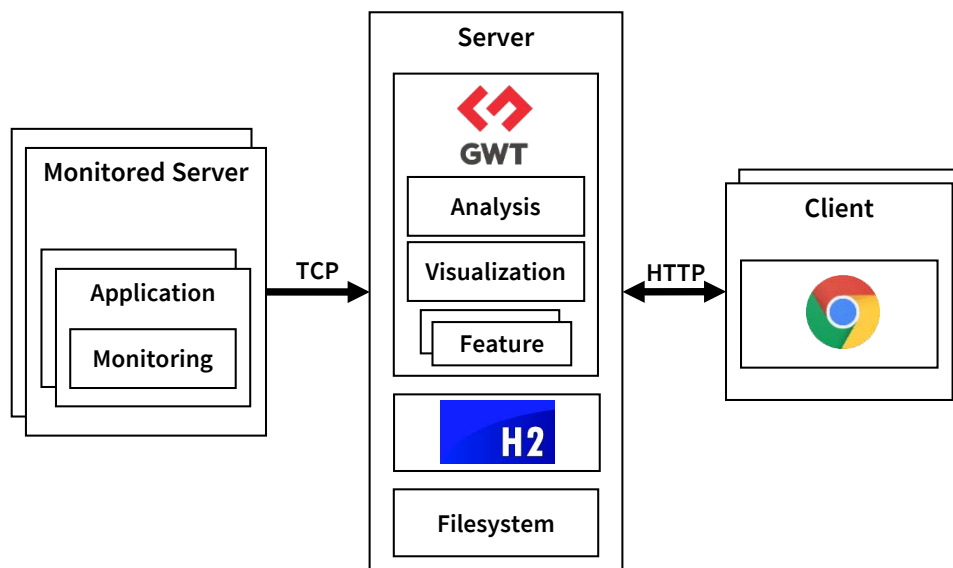 Server
GWT
Analysis
Visualization
Feature
H2
Filesystem
Monitored Server
Application
Monitoring
TCP
HTTP
Client